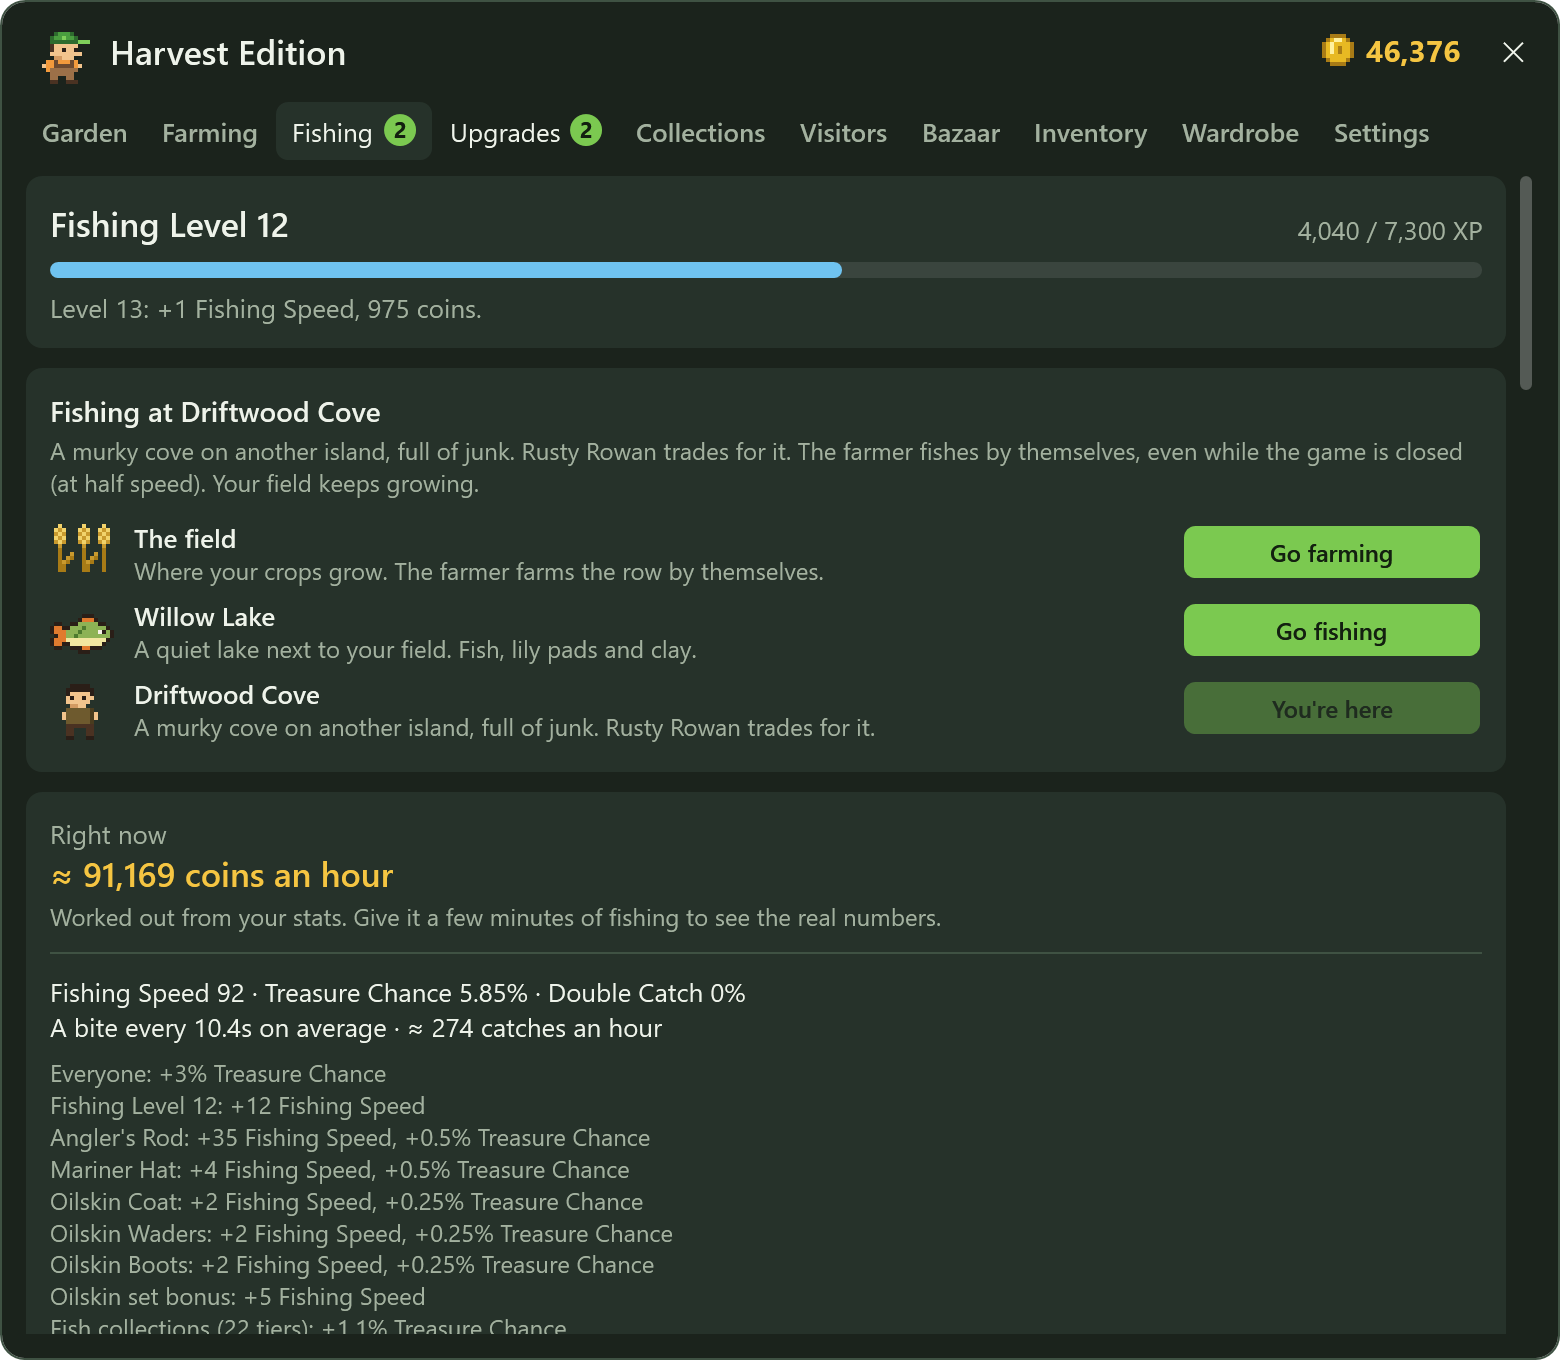 Harvest Edition
46,376
Garden Farming Fishing 2 Upgrades 2 Collections Visitors Bazaar Inventory Wardrobe Settings
Fishing Level 12
4,040 / 7,300 XP
Level 13: +1 Fishing Speed, 975 coins.
Fishing at Driftwood Cove
A murky cove on another island, full of junk. Rusty Rowan trades for it. The farmer fishes by themselves, even while the game is closed
(at half speed). Your field keeps growing.
The field
Where your crops grow. The farmer farms the row by themselves.
Go farming
Willow Lake
A quiet lake next to your field. Fish, lily pads and clay.
Go fishing
Driftwood Cove
A murky cove on another island, full of junk. Rusty Rowan trades for it.
You're here
Right now
≈ 91,169 coins an hour
Worked out from your stats. Give it a few minutes of fishing to see the real numbers.
Fishing Speed 92 · Treasure Chance 5.85% · Double Catch 0%
A bite every 10.4s on average · ≈ 274 catches an hour
Everyone: +3% Treasure Chance
Fishing Level 12: +12 Fishing Speed
Angler's Rod: +35 Fishing Speed, +0.5% Treasure Chance
Mariner Hat: +4 Fishing Speed, +0.5% Treasure Chance
Oilskin Coat: +2 Fishing Speed, +0.25% Treasure Chance
Oilskin Waders: +2 Fishing Speed, +0.25% Treasure Chance
Oilskin Boots: +2 Fishing Speed, +0.25% Treasure Chance
Oilskin set bonus: +5 Fishing Speed
Fish collections (22 tiers): +1.1% Treasure Chance